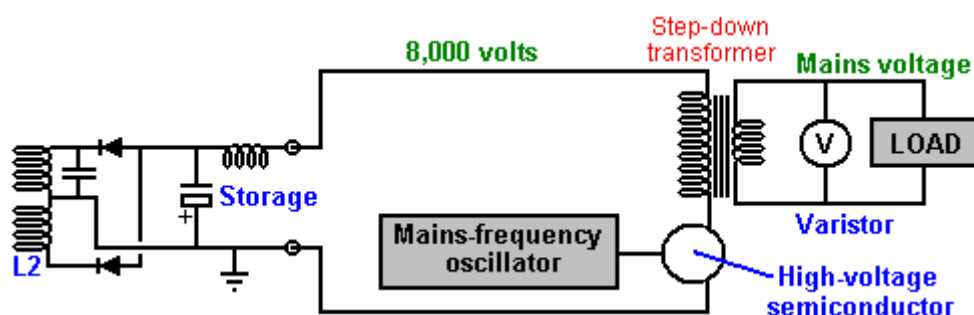 Step-down
transformer
8,000 volts
Mains voltage
V
LOAD
Storage
+
L2
Mains-frequency
oscillator
Varistor
High-voltage
semiconductor